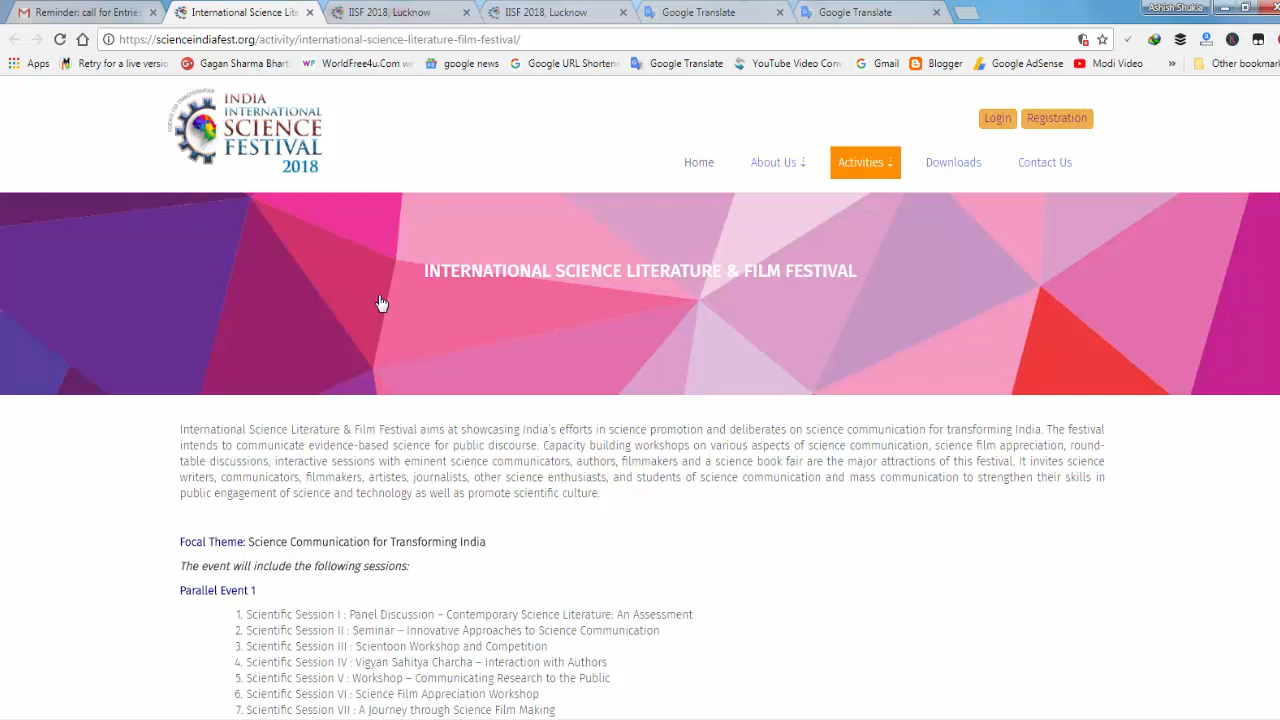 Reminder: call for Entrie
International Science Lite
IISF 2018, Lucknow
IISF 2018, Lucknow
Google Translate
Google Translate
Ashish Shukla
https://scienceindiafest.org/activity/international-science-literature-film-festival/
Apps
Retry for a live versio
Gagan Sharma Bhart
WorldFree4u.Com w
google news
Google URL Shortene
Google Translate
YouTube Video Conv
Gmail
Blogger
Google AdSense
Modi Video
»
Other bookmar
SCIENCE FOR TRANSFORMATION
INDIA
INTERNATIONAL
SCIENCE
FESTIVAL
2018
Login
Registration
Home
About Us
Activities
Downloads
Contact Us
INTERNATIONAL SCIENCE LITERATURE & FILM FESTIVAL
International Science Literature & Film Festival aims at showcasing India's efforts in science promotion and deliberates on science communication for transforming India. The festival
intends to communicate evidence-based science for public discourse. Capacity building workshops on various aspects of science communication, science film appreciation, round-
table discussions, interactive sessions with eminent science communicators, authors, filmmakers and a science book fair are the major attractions of this festival. It invites science
writers, communicators, filmmakers, artistes, journalists, other science enthusiasts, and students of science communication and mass communication to strengthen their skills in
public engagement of science and technology as well as promote scientific culture.
Focal Theme: Science Communication for Transforming India
The event will include the following sessions:
Parallel Event 1
1. Scientific Session I : Panel Discussion – Contemporary Science Literature: An Assessment
2. Scientific Session II : Seminar – Innovative Approaches to Science Communication
3. Scientific Session III : Scientoon Workshop and Competition
4. Scientific Session IV : Vigyan Sahitya Charcha – Interaction with Authors
5. Scientific Session V : Workshop – Communicating Research to the Public
6. Scientific Session VI : Science Film Appreciation Workshop
7. Scientific Session VII : A Journey through Science Film Making